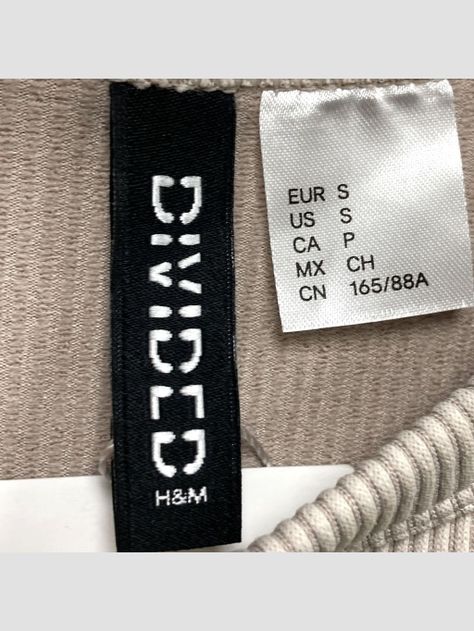 DIVIDED
H&M
EUR S
US S
CA P
MX CH
CN 165/88A